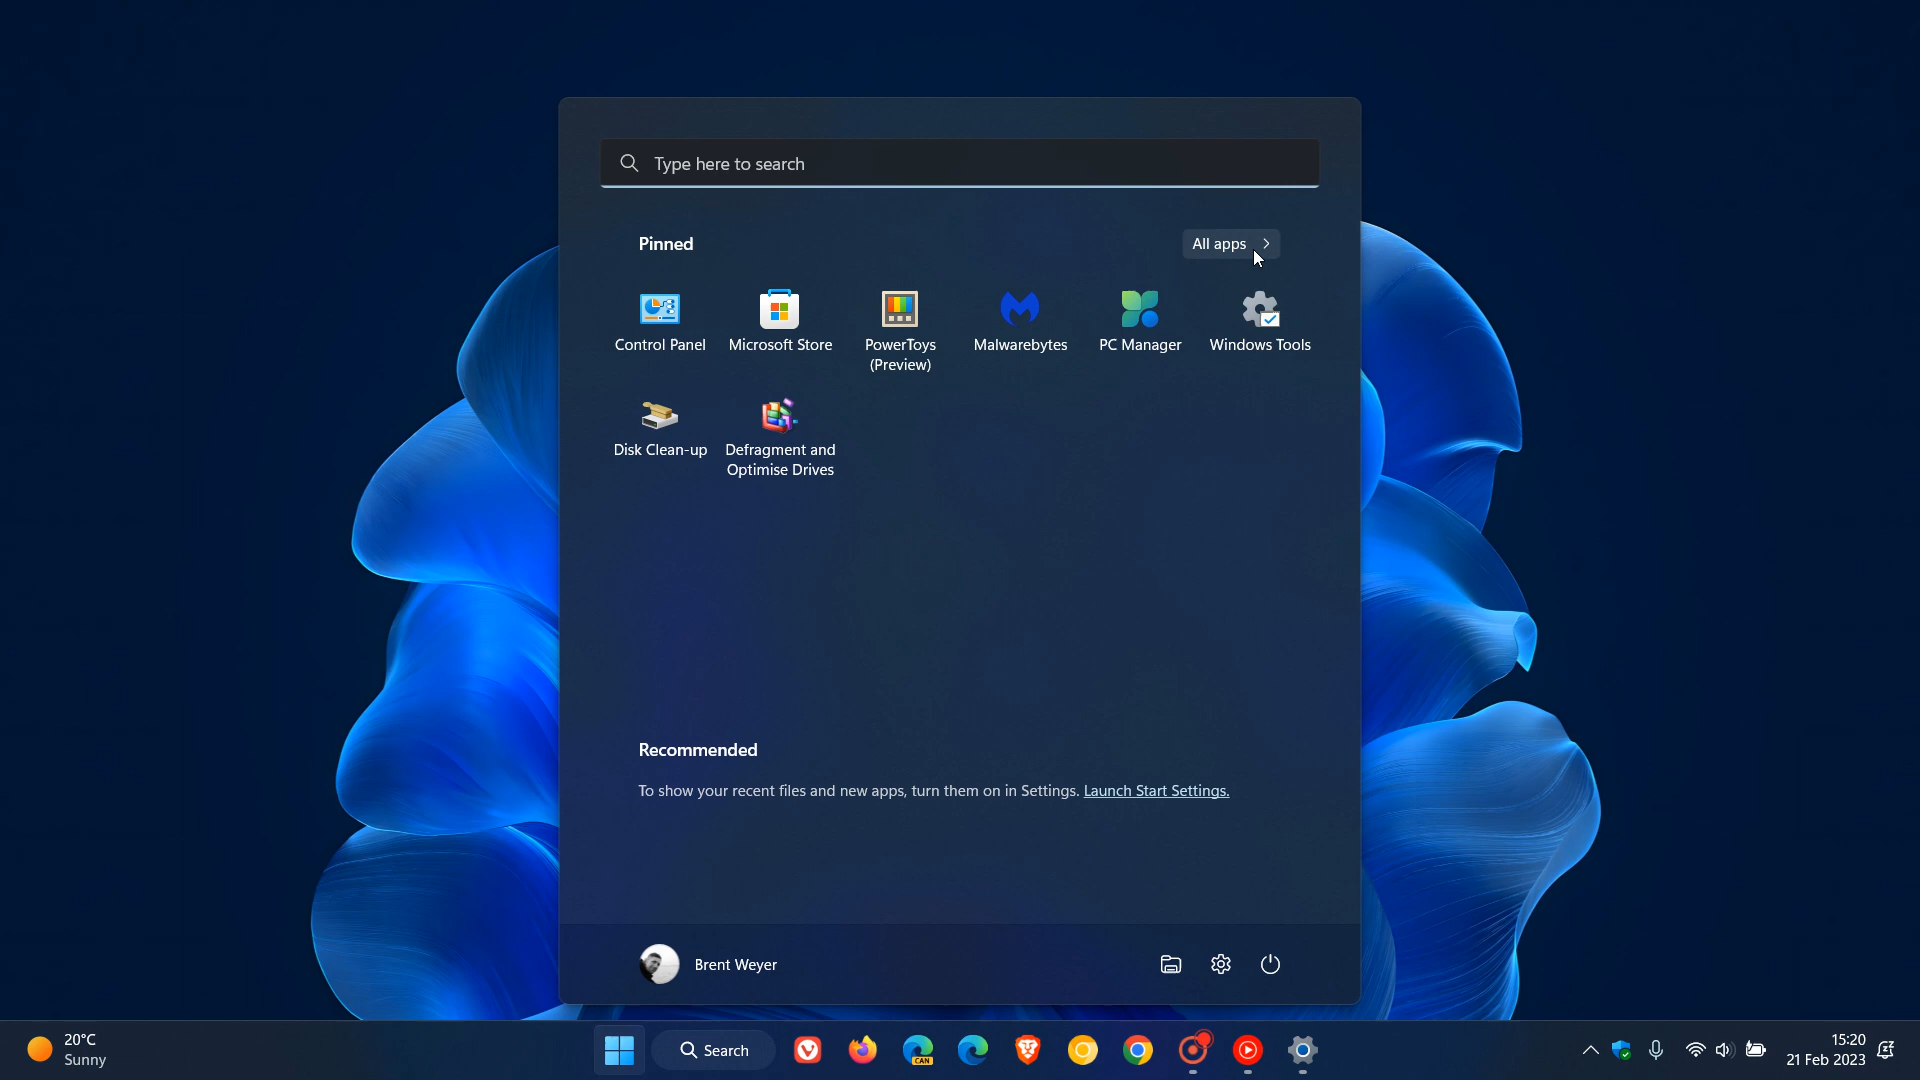 Type here to search
Pinned
All apps
Control Panel
Microsoft Store
PowerToys
(Preview)
Malwarebytes
PC Manager
Windows Tools
Disk Clean-up
Defragment and
Optimise Drives
Recommended
To show your recent files and new apps, turn them on in Settings. Launch Start Settings.
Brent Weyer
20°C
Sunny
Search
CAN
15:20
21 Feb 2023